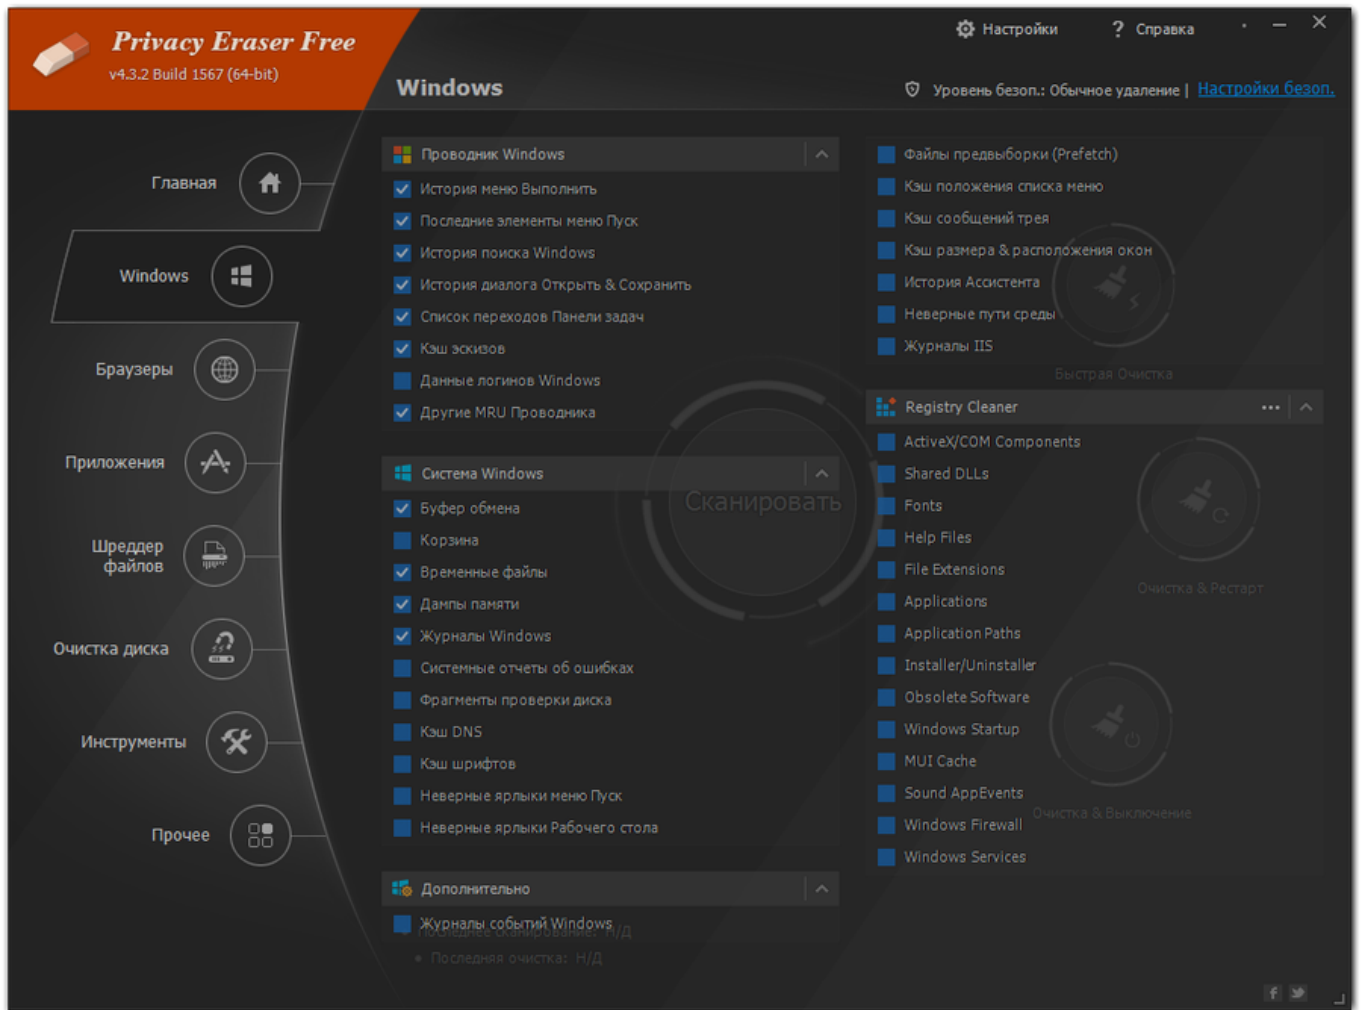 Privacy Eraser Free
v4.3.2 Build 1567 (64-bit)
Настройки
? Справка
Windows
Уровень безоп.: Обычное удаление | Настройки безоп.
Главная
Windows
Браузеры
Приложения
Шреддер
файлов
Очистка диска
Инструменты
Прочее
Проводник Windows
История меню Выполнить
Последние элементы меню Пуск
История поиска Windows
История диалога Открыть & Сохранить
Список переходов Панели задач
Кэш эскизов
Данные логинов Windows
Другие MRU Проводника
Система Windows
Буфер обмена
Корзина
Временные файлы
Дампы памяти
Журналы Windows
Системные отчеты об ошибках
Фрагменты проверки диска
Кэш DNS
Кэш шрифтов
Неверные ярлыки меню Пуск
Неверные ярлыки Рабочего стола
Дополнительно
Журналы событий Windows
Последнее сканирование: Н/Д
Последняя очистка: Н/Д
Сканировать
Файлы предвыборки (Prefetch)
Кэш положения списка меню
Кэш сообщений трея
Кэш размера & расположения окон
История Ассистента
Неверные пути среды
Журналы IIS
Быстрая Очистка
Registry Cleaner
ActiveX/COM Components
Shared DLLs
Fonts
Help Files
File Extensions
Очистка & Рестарт
Applications
Application Paths
Installer/Uninstaller
Obsolete Software
Windows Startup
MUI Cache
Sound AppEvents
Очистка & Выключение
Windows Firewall
Windows Services